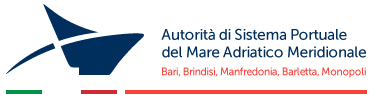 Autorità di Sistema Portuale
del Mare Adriatico Meridionale
Bari, Brindisi, Manfredonia, Barletta, Monopoli